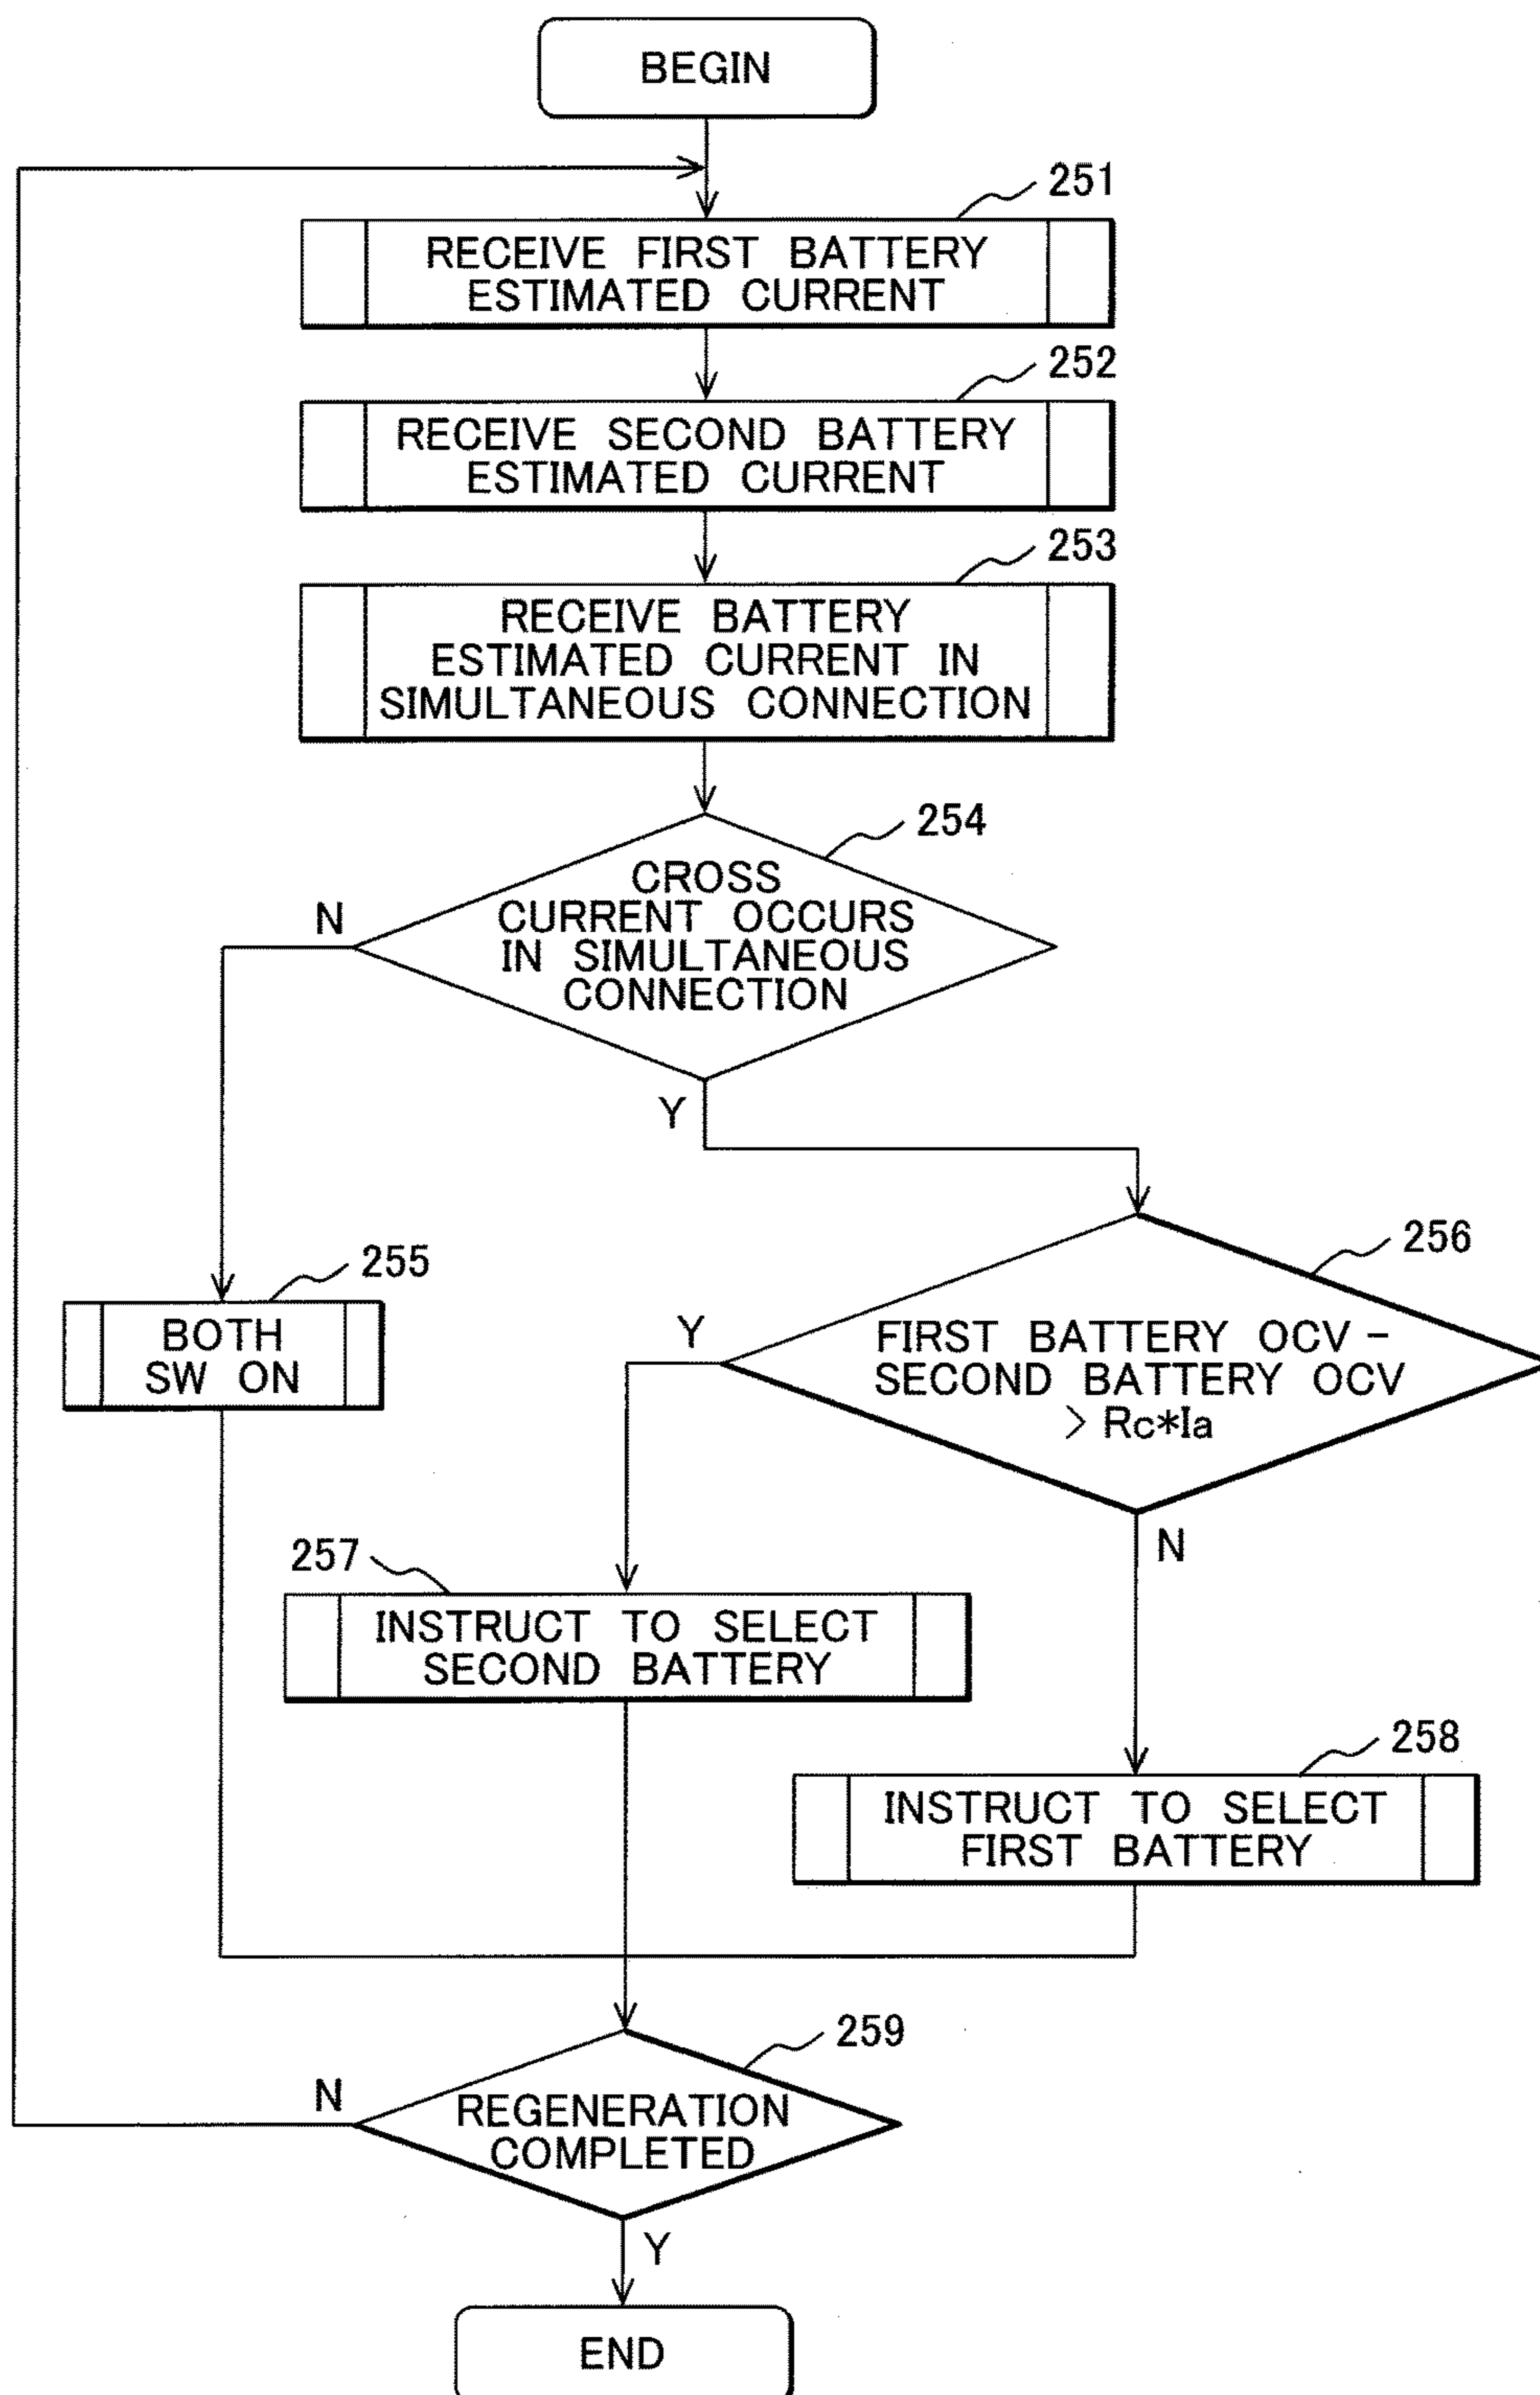 BEGIN
251
RECEIVE FIRST BATTERY
ESTIMATED CURRENT
252
RECEIVE SECOND BATTERY
ESTIMATED CURRENT
253
RECEIVE BATTERY
ESTIMATED CURRENT IN
SIMULTANEOUS CONNECTION
254
CROSS
CURRENT OCCURS
IN SIMULTANEOUS
CONNECTION
N
Y
255
BOTH
SW ON
256
FIRST BATTERY OCV -
SECOND BATTERY OCV
> Rc*Ia
Y
N
257
INSTRUCT TO SELECT
SECOND BATTERY
258
INSTRUCT TO SELECT
FIRST BATTERY
259
REGENERATION
COMPLETED
N
Y
END